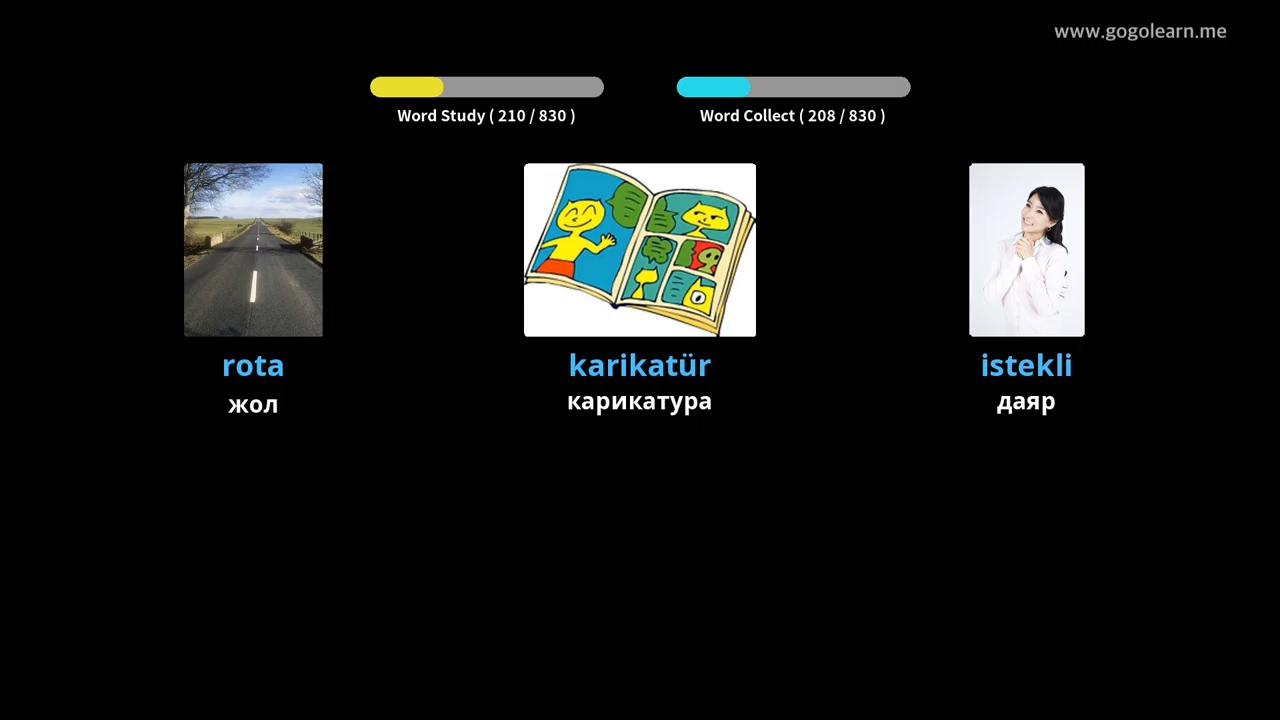 www.gogolearn.me
Word Study ( 210 / 830 )
Word Collect ( 208 / 830 )
rota
жол
karikatür
карикатура
istekli
даяр